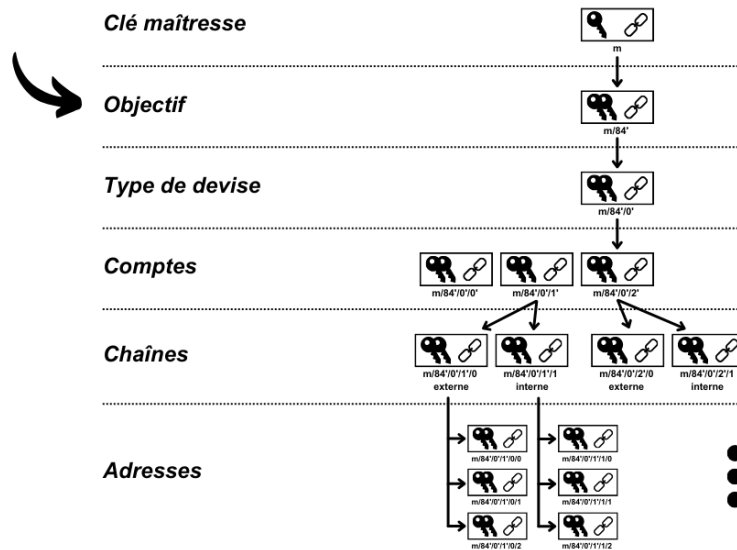 Clé maîtresse
m
Objectif
m/84'
Type de devise
m/84'/0'
Comptes
m/84'/0'/0' m/84'/0'/1' m/84'/0'/2'
Chaînes
m/84'/0'/1'/0 m/84'/0'/1'/1 m/84'/0'/2'/0 m/84'/0'/2'/1
externe interne externe interne
Adresses
m/84'/0'/1'/0/0 m/84'/0'/1'/1/0
m/84'/0'/1'/0/1 m/84'/0'/1'/1/1
m/84'/0'/1'/0/2 m/84'/0'/1'/1/2